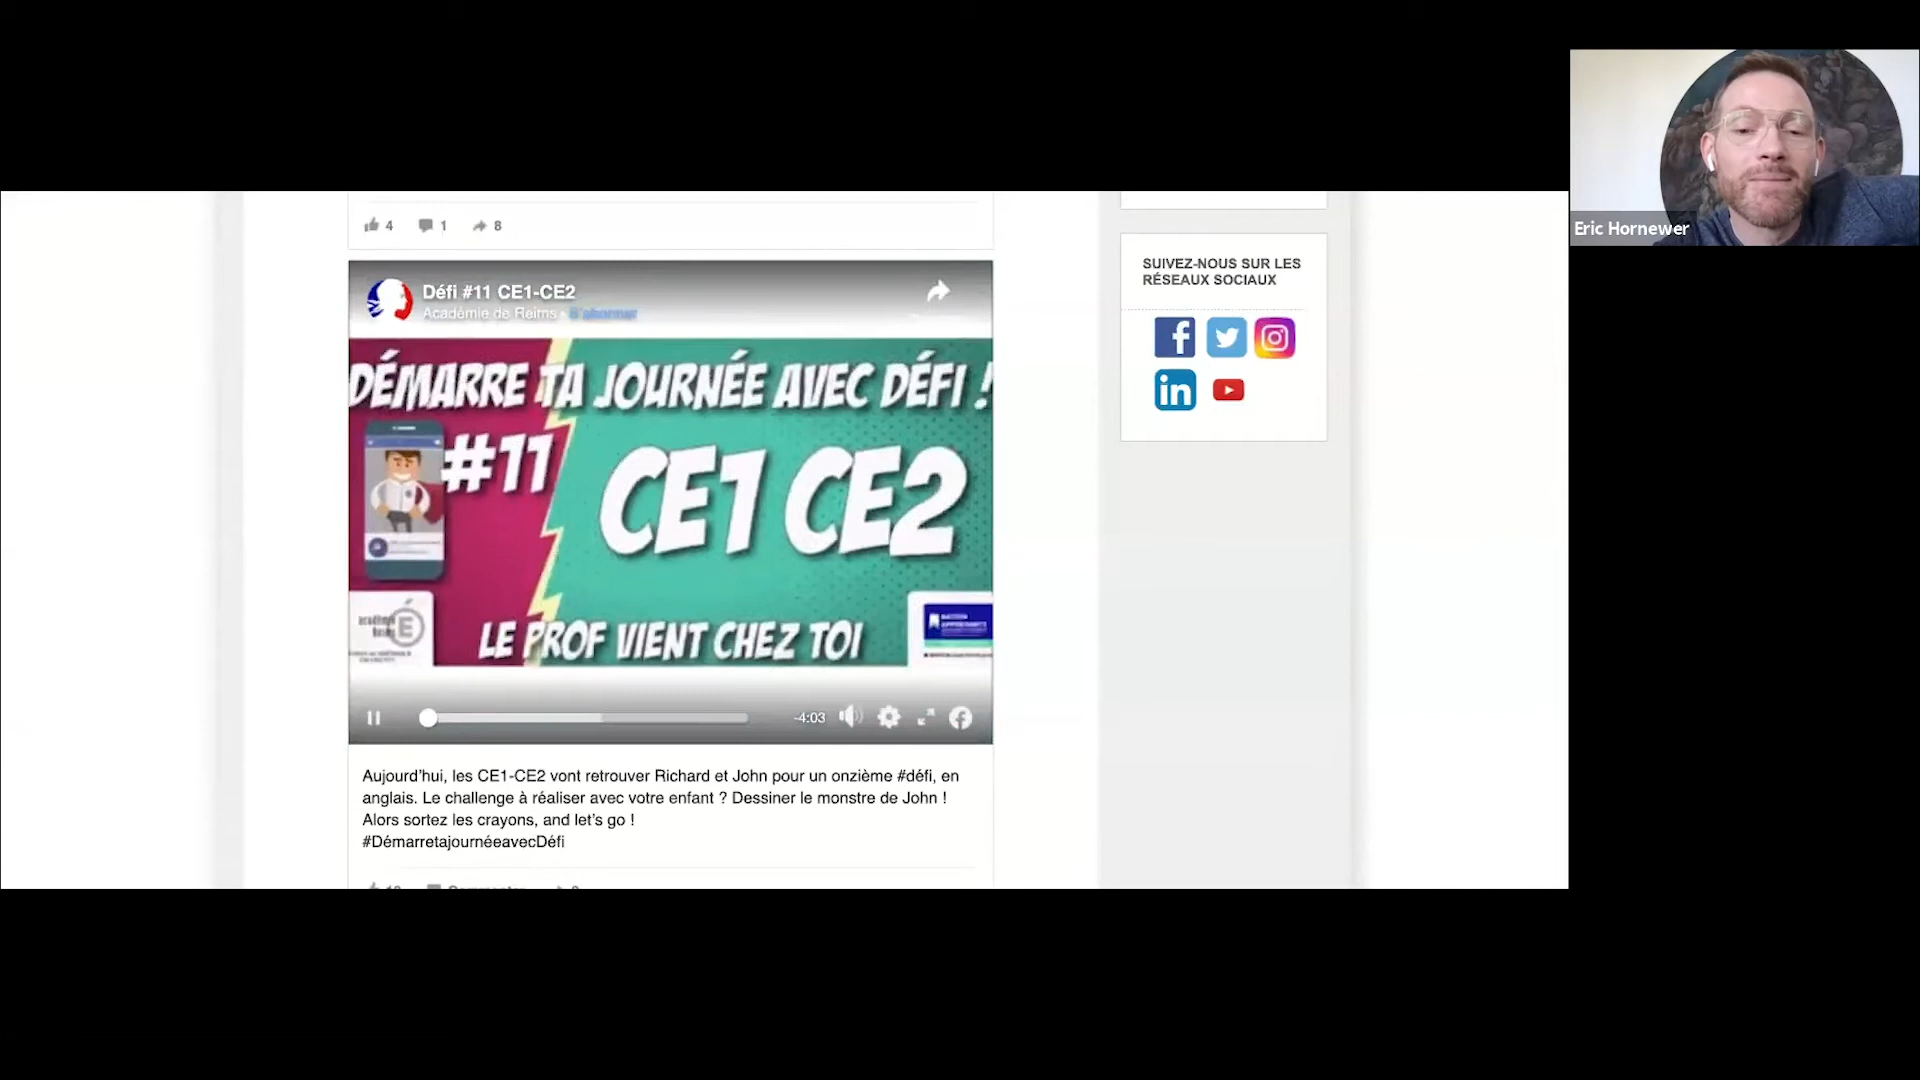 4 1 8
Défi #11 CE1-CE2
Académie de Reims · S'abonner
DÉMARRE TA JOURNÉE AVEC DÉFI !
#11
CE1 CE2
LE PROF VIENT CHEZ TOI
-4:03
Aujourd'hui, les CE1-CE2 vont retrouver Richard et John pour un onzième #défi, en
anglais. Le challenge à réaliser avec votre enfant ? Dessiner le monstre de John !
Alors sortez les crayons, and let's go !
#DémarretajournéeavecDéfi
SUIVEZ-NOUS SUR LES
RÉSEAUX SOCIAUX
Eric Hornewer